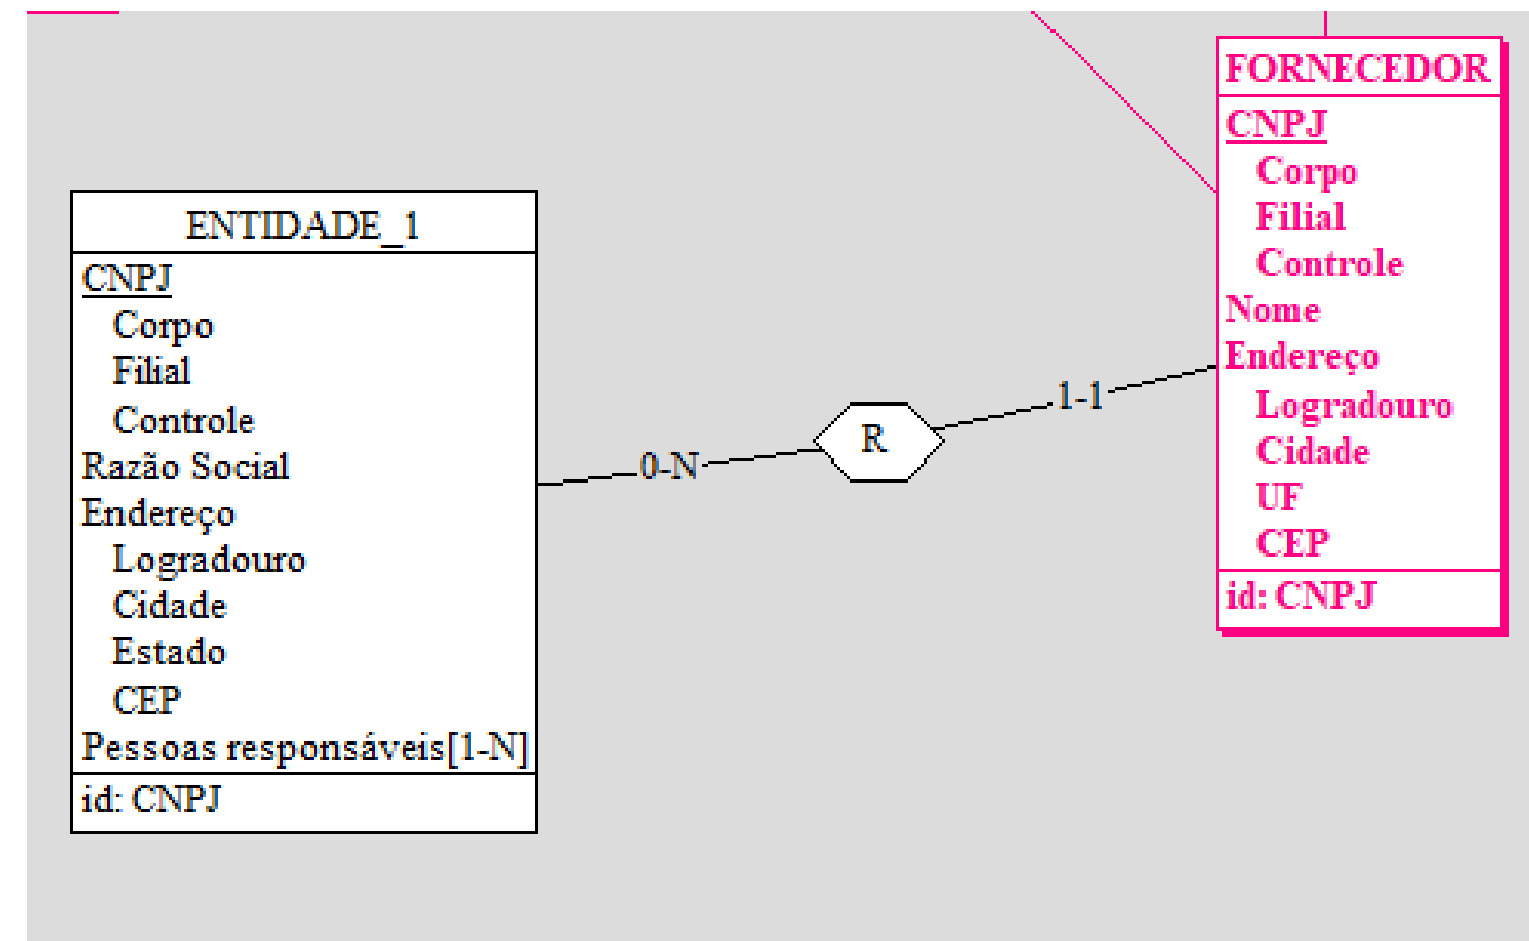 ENTIDADE_1
CNPJ
Corpo
Filial
Controle
Razão Social
Endereço
Logradouro
Cidade
Estado
CEP
Pessoas responsáveis[1-N]
id: CNPJ
0-N
R
1-1
FORNECEDOR
CNPJ
Corpo
Filial
Controle
Nome
Endereço
Logradouro
Cidade
UF
CEP
id: CNPJ